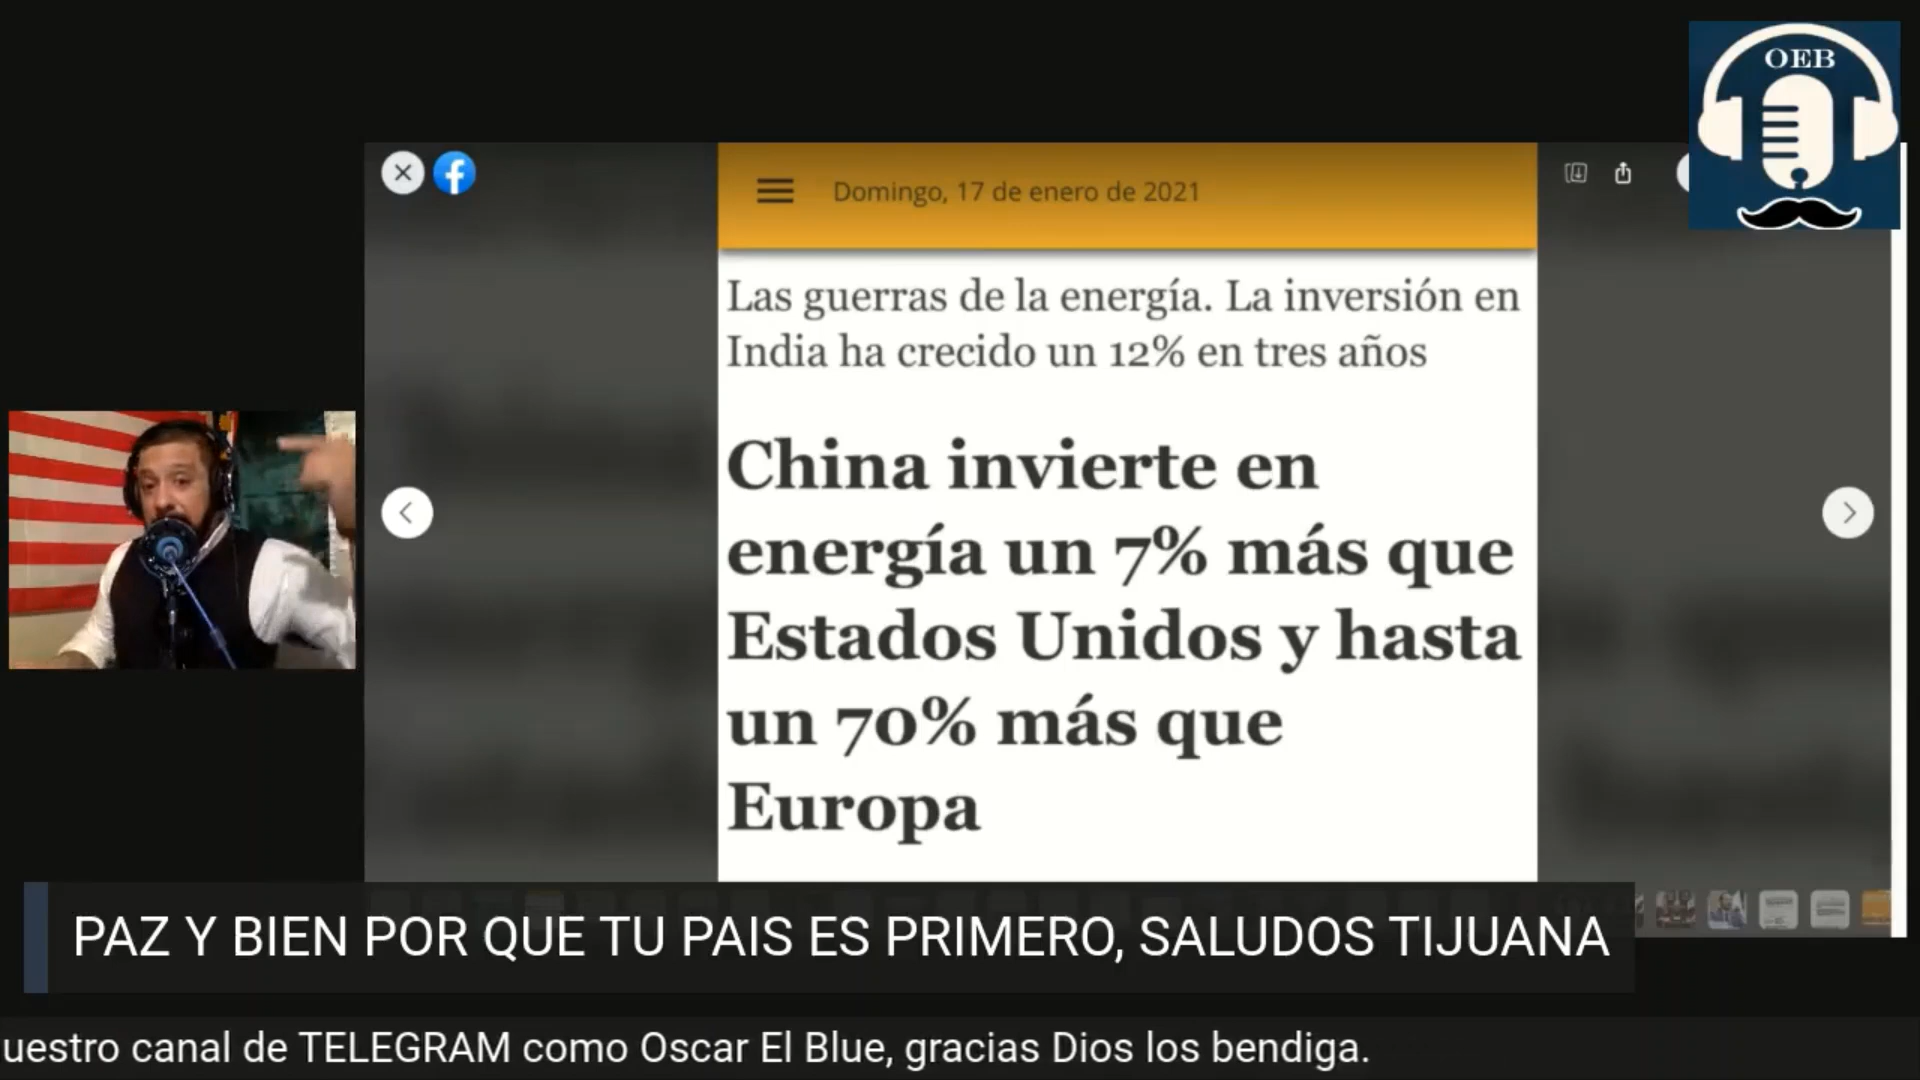 OEB
Domingo, 17 de enero de 2021
Las guerras de la energía. La inversión en
India ha crecido un 12% en tres años
China invierte en
energía un 7% más que
Estados Unidos y hasta
un 70% más que
Europa
PAZ Y BIEN POR QUE TU PAIS ES PRIMERO, SALUDOS TIJUANA
uestro canal de TELEGRAM como Oscar El Blue, gracias Dios los bendiga.